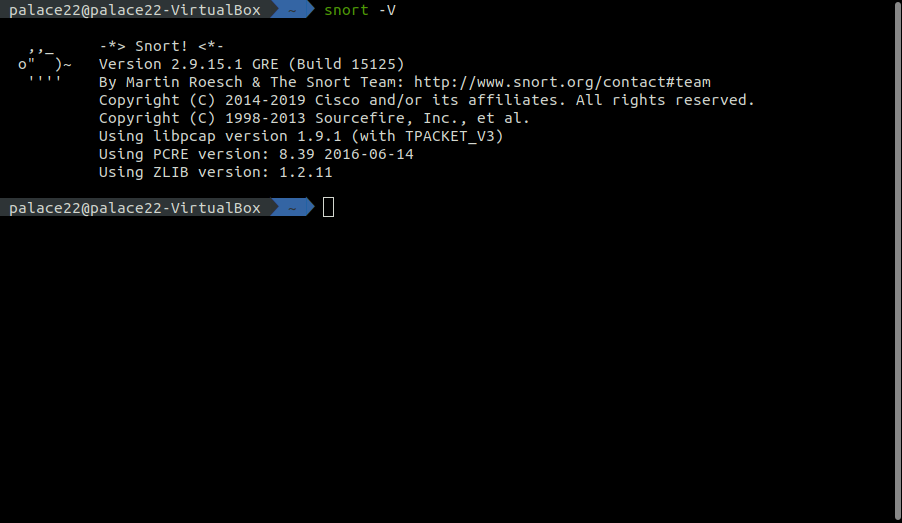 palace22@palace22-VirtualBox ~ snort -V
,,_ -*> Snort! <*-
o" )~ Version 2.9.15.1 GRE (Build 15125)
'''' By Martin Roesch & The Snort Team: http://www.snort.org/contact#team
Copyright (C) 2014-2019 Cisco and/or its affiliates. All rights reserved.
Copyright (C) 1998-2013 Sourcefire, Inc., et al.
Using libpcap version 1.9.1 (with TPACKET_V3)
Using PCRE version: 8.39 2016-06-14
Using ZLIB version: 1.2.11
palace22@palace22-VirtualBox ~